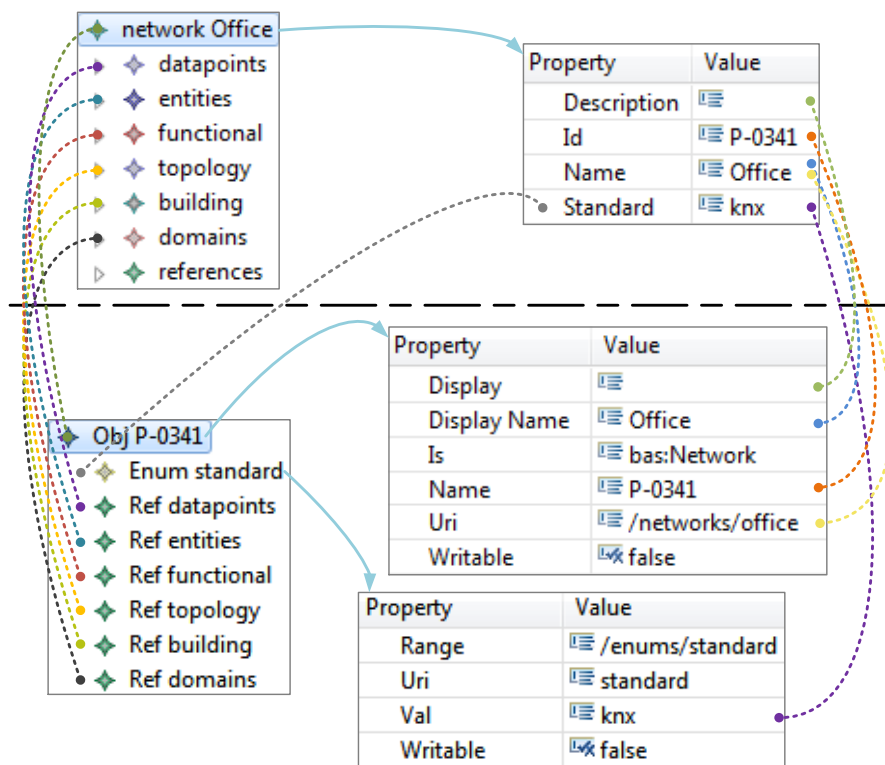 network Office
datapoints
entities
functional
topology
building
domains
references
Property Value
Description
Id P-0341
Name Office
Standard knx
Property Value
Display
Display Name Office
Is bas:Network
Name P-0341
Uri /networks/office
Writable false
Obj P-0341
Enum standard
Ref datapoints
Ref entities
Ref functional
Ref topology
Ref building
Ref domains
Property Value
Range /enums/standard
Uri standard
Val knx
Writable false